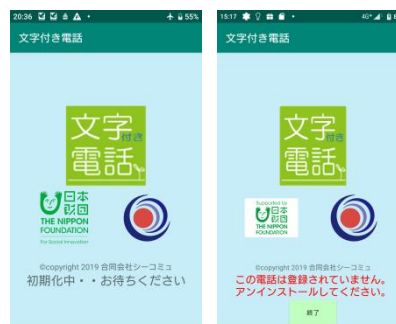 20:36
55%
文字付き電話
文字
付き
電話
日本
財団
THE NIPPON
FOUNDATION
For Social Innovation
©copyright 2019 合同会社シーコミュ
初期化中・・お待ちください
15:17
4G+
文字付き電話
文字
付き
電話
Supported by
日本
財団
THE NIPPON
FOUNDATION
©copyright 2019 合同会社シーコミュ
この電話は登録されていません。
アンインストールしてください。
終了